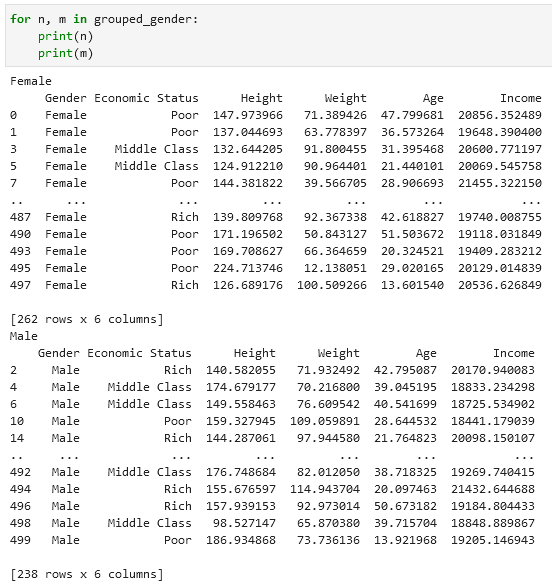 for n, m in grouped_gender:
    print(n)
    print(m)
Female
     Gender Economic Status      Height      Weight        Age        Income
0    Female            Poor  147.973966   71.389426  47.799681  20856.352489
1    Female            Poor  137.044693   63.778397  36.573264  19648.390400
3    Female    Middle Class  132.644205   91.800455  31.395468  20600.771197
5    Female    Middle Class  124.912210   90.964401  21.440101  20069.545758
7    Female            Poor  144.381822   39.566705  28.906693  21455.322150
..      ...             ...         ...         ...        ...           ...
487  Female            Rich  139.809768   92.367338  42.618827  19740.008755
490  Female            Poor  171.196502   50.843127  51.503672  19118.031849
493  Female            Poor  169.708627   66.364659  20.324521  19409.283212
495  Female            Poor  224.713746   12.138051  29.020165  20129.014839
497  Female            Rich  126.689176  100.509266  13.601540  20536.626849
[262 rows x 6 columns]
Male
    Gender Economic Status      Height      Weight        Age        Income
2     Male            Rich  140.582055   71.932492  42.795087  20170.940083
4     Male    Middle Class  174.679177   70.216800  39.045195  18833.234298
6     Male    Middle Class  149.558463   76.609542  40.541699  18725.534902
10    Male            Poor  159.327945  109.059891  28.644532  18441.179039
14    Male            Rich  144.287061   97.944580  21.764823  20098.150107
..     ...             ...         ...         ...        ...           ...
492   Male    Middle Class  176.748684   82.012050  38.718325  19269.740415
494   Male            Rich  155.676597  114.943704  20.097463  21432.644688
496   Male            Rich  157.939153   92.973014  50.673182  19184.804433
498   Male    Middle Class   98.527147   65.870380  39.715704  18848.889867
499   Male            Poor  186.934868   73.736136  13.921968  19205.146943
[238 rows x 6 columns]